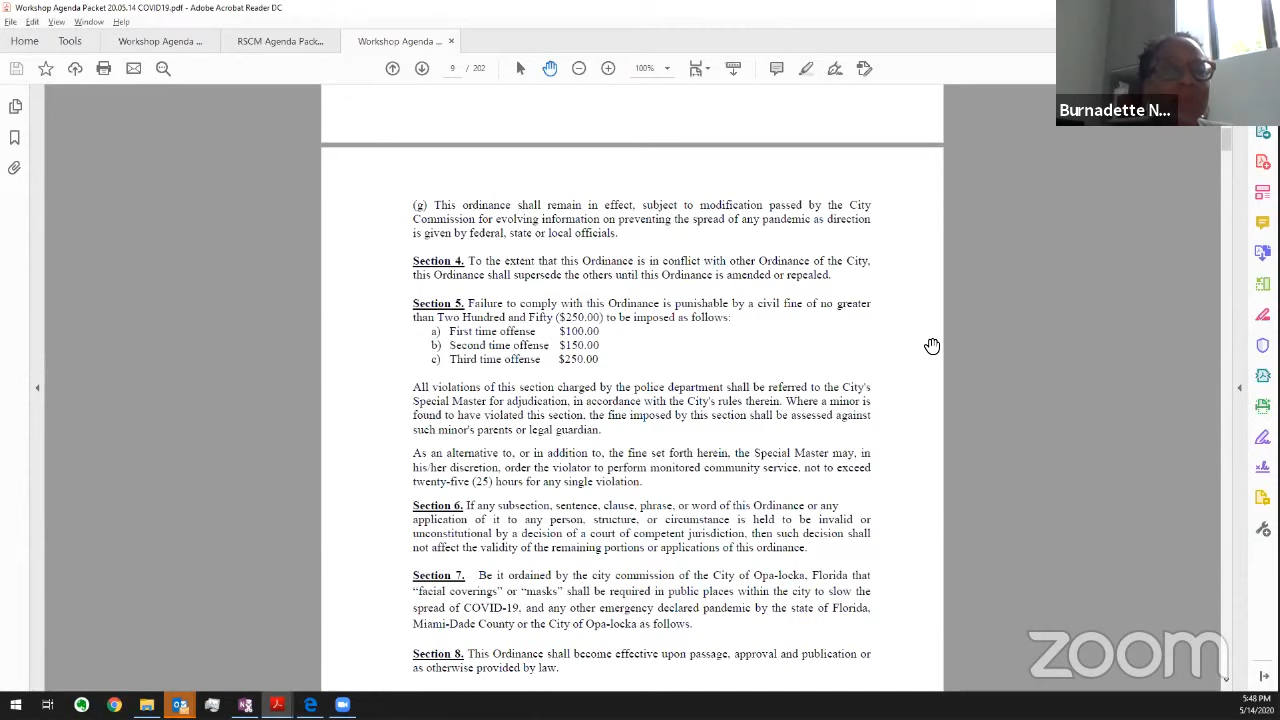 Workshop Agenda Packet 20.05.14 COVID19.pdf - Adobe Acrobat Reader DC
File Edit View Window Help
Home Tools Workshop Agenda ... RSCM Agenda Pack... Workshop Agenda ... ×
9 / 202 100%
Burnadette N...
(g) This ordinance shall remain in effect, subject to modification passed by the City
Commission for evolving information on preventing the spread of any pandemic as direction
is given by federal, state or local officials.
Section 4. To the extent that this Ordinance is in conflict with other Ordinance of the City,
this Ordinance shall supersede the others until this Ordinance is amended or repealed.
Section 5. Failure to comply with this Ordinance is punishable by a civil fine of no greater
than Two Hundred and Fifty ($250.00) to be imposed as follows:
a) First time offense $100.00
b) Second time offense $150.00
c) Third time offense $250.00
All violations of this section charged by the police department shall be referred to the City's
Special Master for adjudication, in accordance with the City's rules therein. Where a minor is
found to have violated this section, the fine imposed by this section shall be assessed against
such minor's parents or legal guardian.
As an alternative to, or in addition to, the fine set forth herein, the Special Master may, in
his/her discretion, order the violator to perform monitored community service, not to exceed
twenty-five (25) hours for any single violation.
Section 6. If any subsection, sentence, clause, phrase, or word of this Ordinance or any
application of it to any person, structure, or circumstance is held to be invalid or
unconstitutional by a decision of a court of competent jurisdiction, then such decision shall
not affect the validity of the remaining portions or applications of this ordinance.
Section 7. Be it ordained by the city commission of the City of Opa-locka, Florida that
“facial coverings” or “masks” shall be required in public places within the city to slow the
spread of COVID-19, and any other emergency declared pandemic by the state of Florida,
Miami-Dade County or the City of Opa-locka as follows.
Section 8. This Ordinance shall become effective upon passage, approval and publication or
as otherwise provided by law.
zoom
5:48 PM
5/14/2020